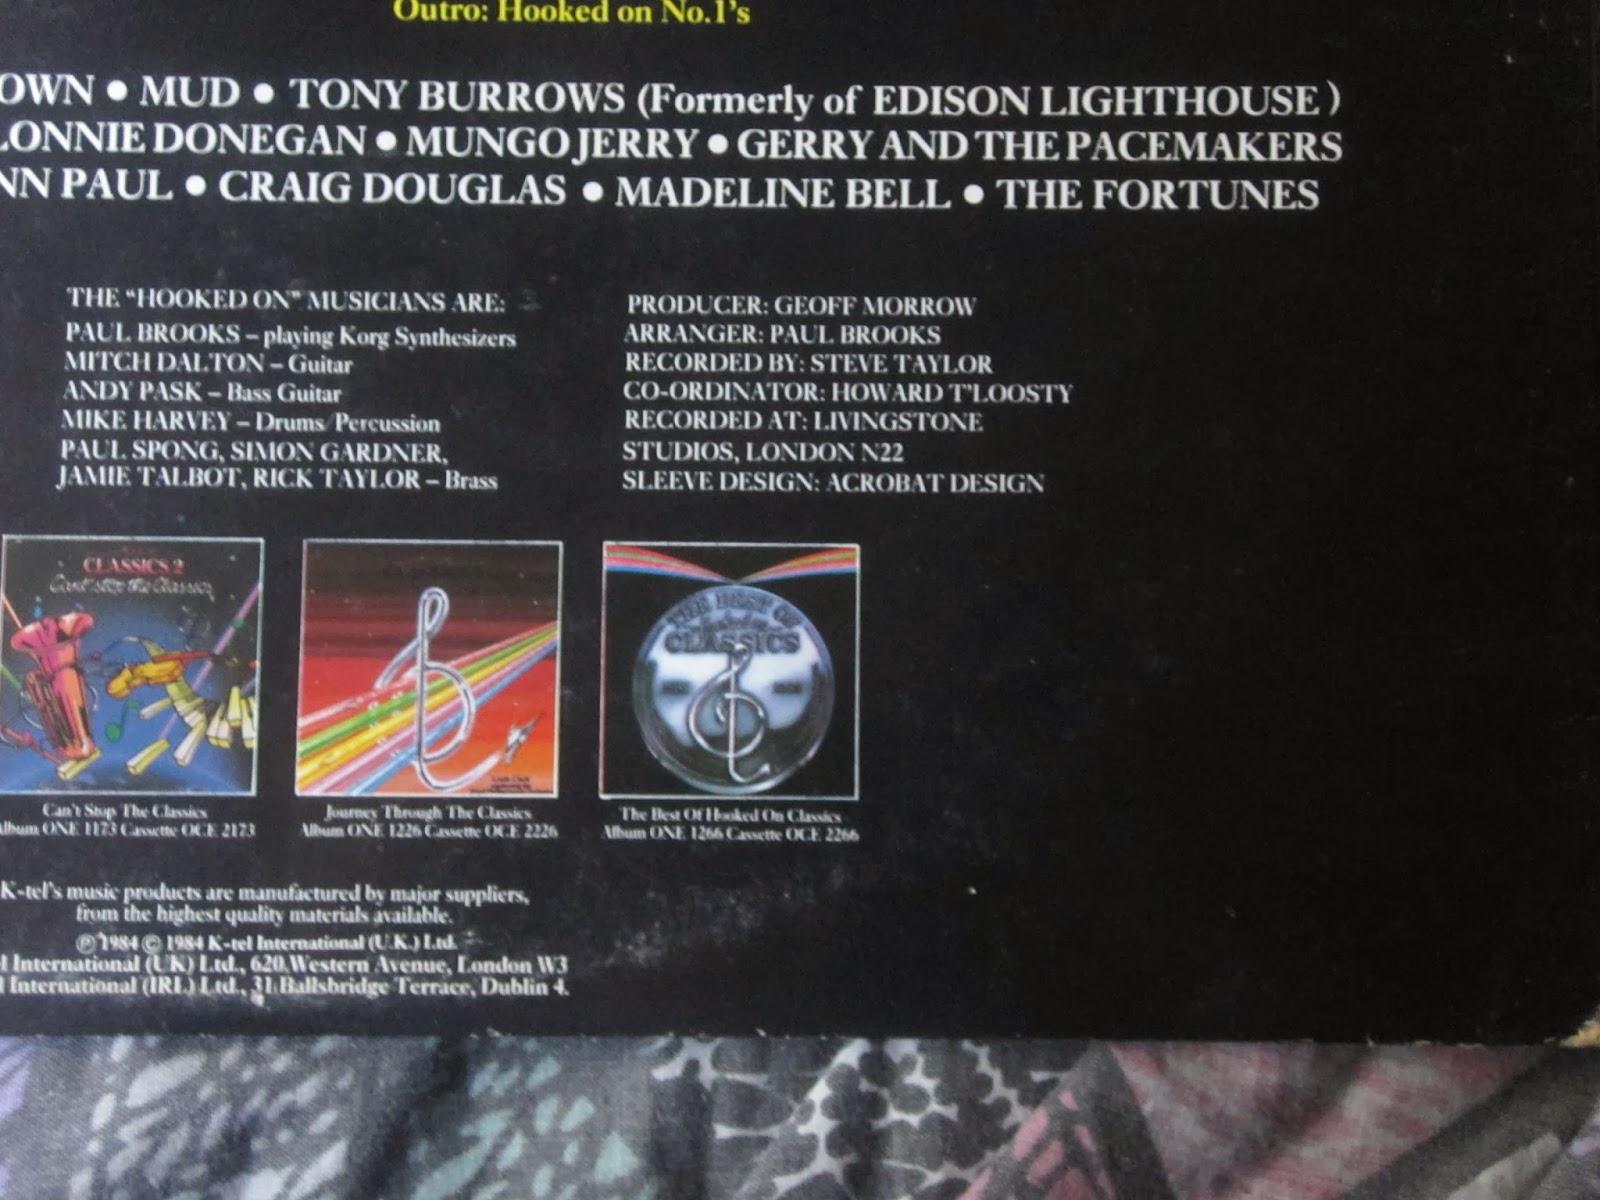 Outro: Hooked on No.1's
OWN • MUD • TONY BURROWS (Formerly of EDISON LIGHTHOUSE)
LONNIE DONEGAN • MUNGO JERRY • GERRY AND THE PACEMAKERS
NN PAUL • CRAIG DOUGLAS • MADELINE BELL • THE FORTUNES
THE "HOOKED ON" MUSICIANS ARE:
PAUL BROOKS – playing Korg Synthesizers
MITCH DALTON – Guitar
ANDY PASK – Bass Guitar
MIKE HARVEY – Drums/Percussion
PAUL SPONG, SIMON GARDNER,
JAMIE TALBOT, RICK TAYLOR – Brass
PRODUCER: GEOFF MORROW
ARRANGER: PAUL BROOKS
RECORDED BY: STEVE TAYLOR
CO-ORDINATOR: HOWARD T'LOOSTY
RECORDED AT: LIVINGSTONE
STUDIOS, LONDON N22
SLEEVE DESIGN: ACROBAT DESIGN
CLASSICS 2
Can't stop the Classics
Can't Stop The Classics
Album ONE 1173 Cassette OCE 2173
Louis Clark
Journey Through The Classics
Album ONE 1226 Cassette OCE 2226
THE BEST OF
CLASSICS
The Best Of Hooked On Classics
Album ONE 1266 Cassette OCE 2266
K-tel's music products are manufactured by major suppliers,
from the highest quality materials available.
℗ 1984 © 1984 K-tel International (U.K.) Ltd.
l International (UK) Ltd., 620 Western Avenue, London W3
l International (IRL) Ltd., 31 Ballsbridge Terrace, Dublin 4.